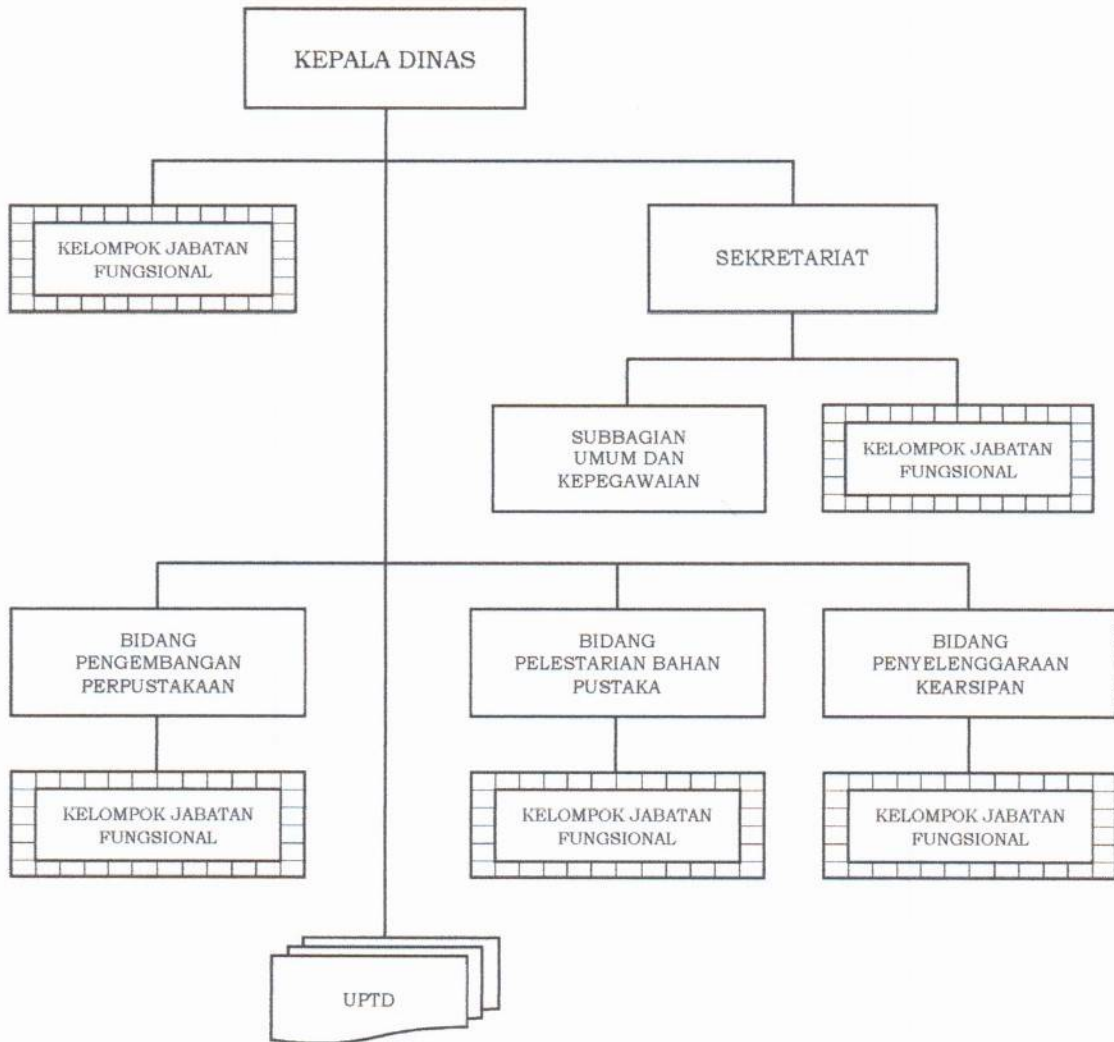 KEPALA DINAS
KELOMPOK JABATAN
FUNGSIONAL
SEKRETARIAT
SUBBAGIAN
UMUM DAN
KEPEGAWAIAN
KELOMPOK JABATAN
FUNGSIONAL
BIDANG
PENGEMBANGAN
PERPUSTAKAAN
BIDANG
PELESTARIAN BAHAN
PUSTAKA
BIDANG
PENYELENGGARAAN
KEARSIPAN
KELOMPOK JABATAN
FUNGSIONAL
KELOMPOK JABATAN
FUNGSIONAL
KELOMPOK JABATAN
FUNGSIONAL
UPTD